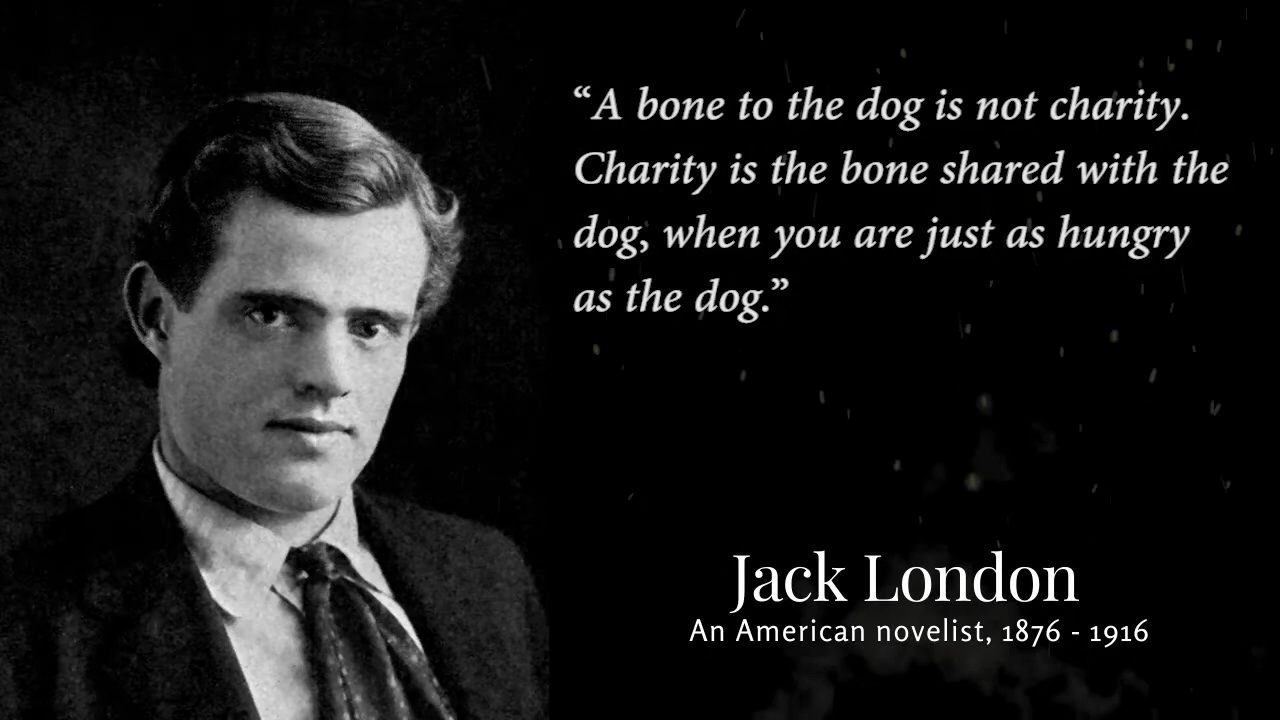 “A bone to the dog is not charity.
Charity is the bone shared with the
dog, when you are just as hungry
as the dog.”
Jack London
An American novelist, 1876 - 1916